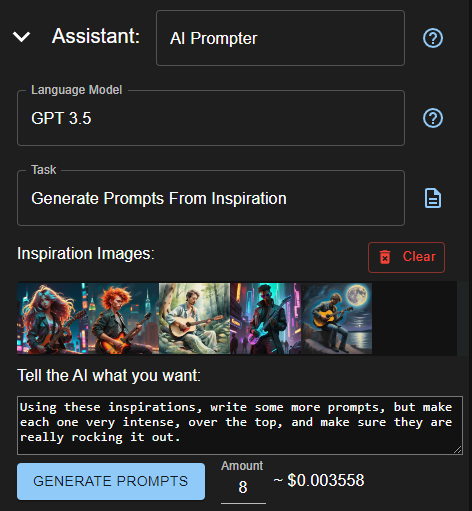 Assistant: AI Prompter
Language Model
GPT 3.5
Task
Generate Prompts From Inspiration
Inspiration Images:
Clear
Tell the AI what you want:
Using these inspirations, write some more prompts, but make
each one very intense, over the top, and make sure they are
really rocking it out.
GENERATE PROMPTS
Amount
8
~ $0.003558